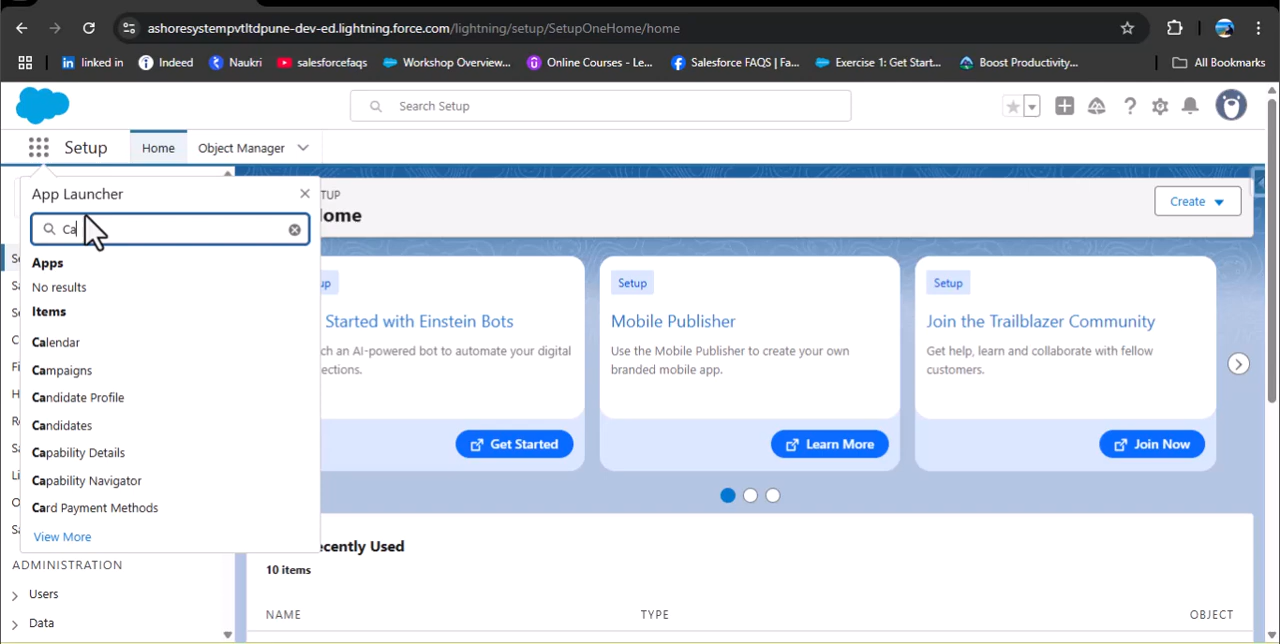 ashoresystempvtltdpune-dev-ed.lightning.force.com/lightning/setup/SetupOneHome/home
linked in Indeed Naukri salesforcefaqs Workshop Overview... Online Courses - Le... Salesforce FAQS | Fa... Exercise 1: Get Start... Boost Productivity... All Bookmarks
Search Setup
Setup Home Object Manager
App Launcher
Ca
Apps
No results
Items
Calendar
Campaigns
Candidate Profile
Candidates
Capability Details
Capability Navigator
Card Payment Methods
View More
ADMINISTRATION
Users
Data
TUP
ome
Create
Started with Einstein Bots
ch an AI-powered bot to automate your digital
ections.
Get Started
Setup
Mobile Publisher
Use the Mobile Publisher to create your own
branded mobile app.
Learn More
Setup
Join the Trailblazer Community
Get help, learn and collaborate with fellow
customers.
Join Now
ecently Used
10 items
NAME TYPE OBJECT